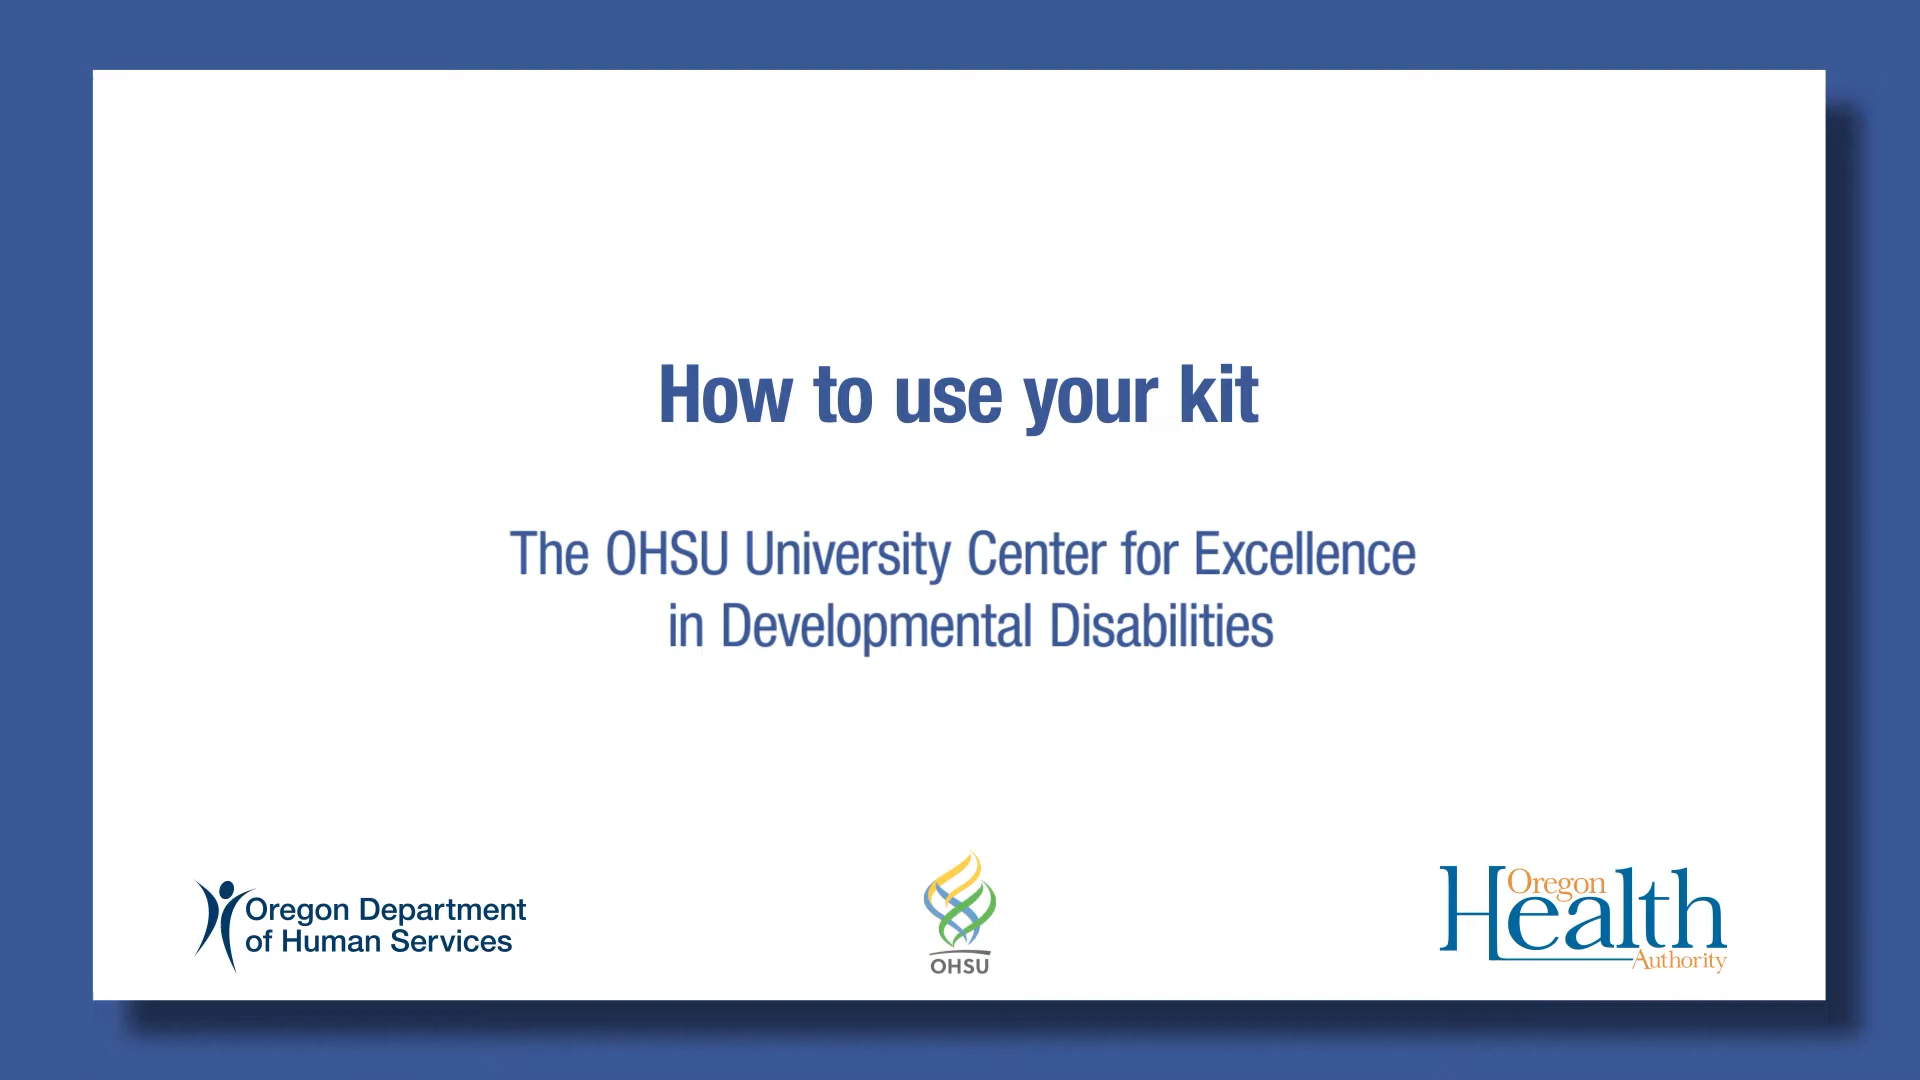 How to use your kit
The OHSU University Center for Excellence
in Developmental Disabilities
Oregon Department
of Human Services
OHSU
Oregon
Health
Authority